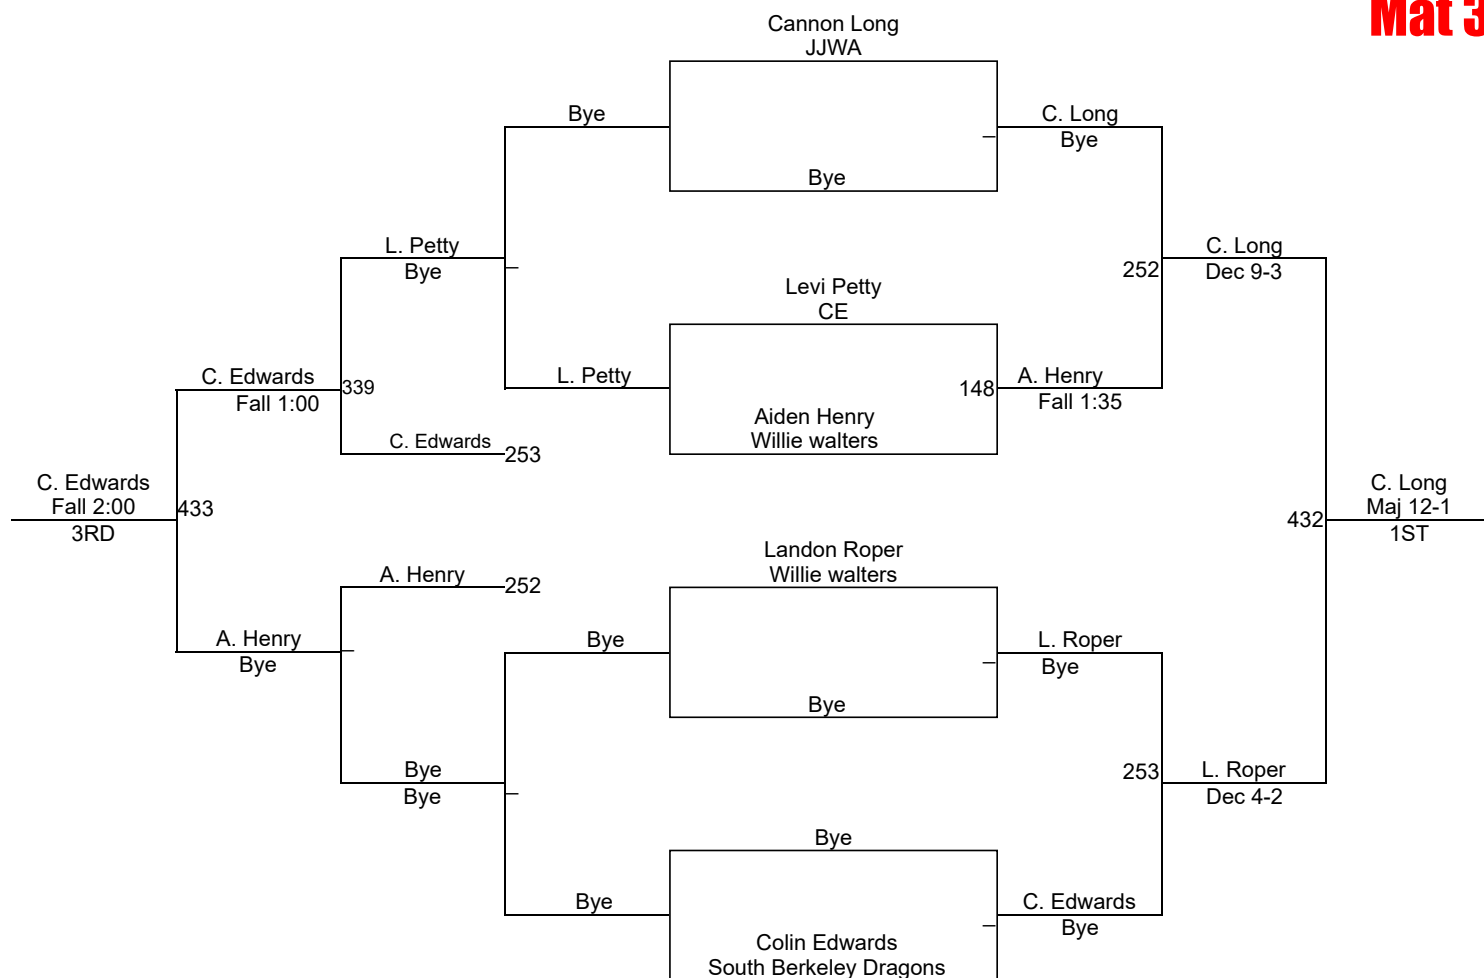 Mat 3
Cannon Long
JJWA
Bye
C. Long
Bye
Bye
L. Petty
Bye
C. Long
252
Dec 9-3
Levi Petty
CE
C. Edwards
339
Fall 1:00
L. Petty
148
A. Henry
Fall 1:35
Aiden Henry
Willie walters
C. Edwards
253
C. Edwards
Fall 2:00
433
3RD
C. Long
Maj 12-1
432
1ST
Landon Roper
Willie walters
A. Henry
252
A. Henry
Bye
Bye
L. Roper
Bye
Bye
Bye
Bye
253
L. Roper
Dec 4-2
Bye
Bye
C. Edwards
Bye
Colin Edwards
South Berkeley Dragons